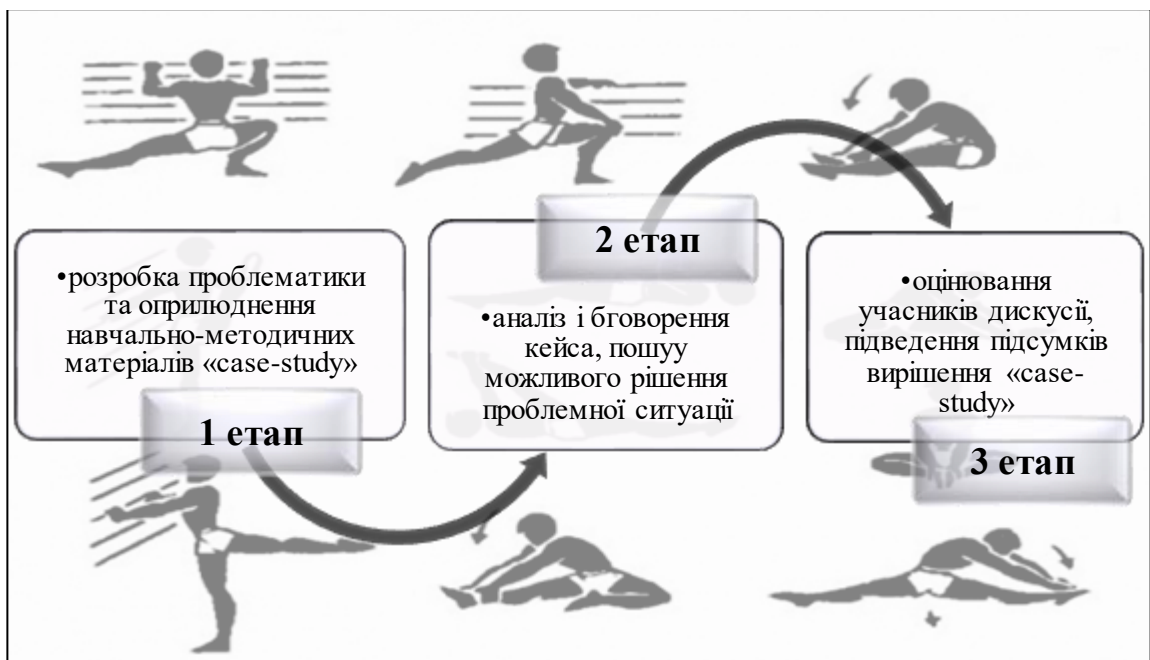 •розробка проблематики
та оприлюднення
навчально-методичних
матеріалів «case-study»
1 етап
2 етап
•аналіз і бговорення
кейса, пошуу
можливого рішення
проблемної ситуації
•оцінювання
учасників дискусії,
підведення підсумків
вирішення «case-
study»
3 етап